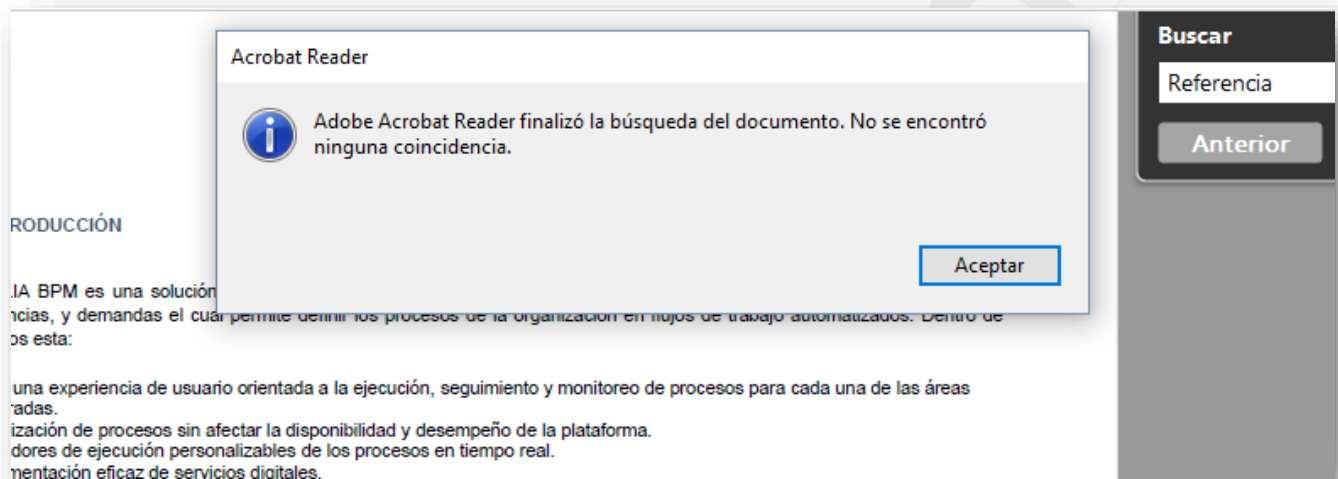 Acrobat Reader
Adobe Acrobat Reader finalizó la búsqueda del documento. No se encontró
ninguna coincidencia.
Aceptar
Buscar
Referencia
Anterior
RODUCCIÓN
IA BPM es una solución
ncias, y demandas el cual permite definir los procesos de la organización en flujos de trabajo automatizados. Dentro de
os esta:
una experiencia de usuario orientada a la ejecución, seguimiento y monitoreo de procesos para cada una de las áreas
radas.
ización de procesos sin afectar la disponibilidad y desempeño de la plataforma.
dores de ejecución personalizables de los procesos en tiempo real.
mentación eficaz de servicios digitales.